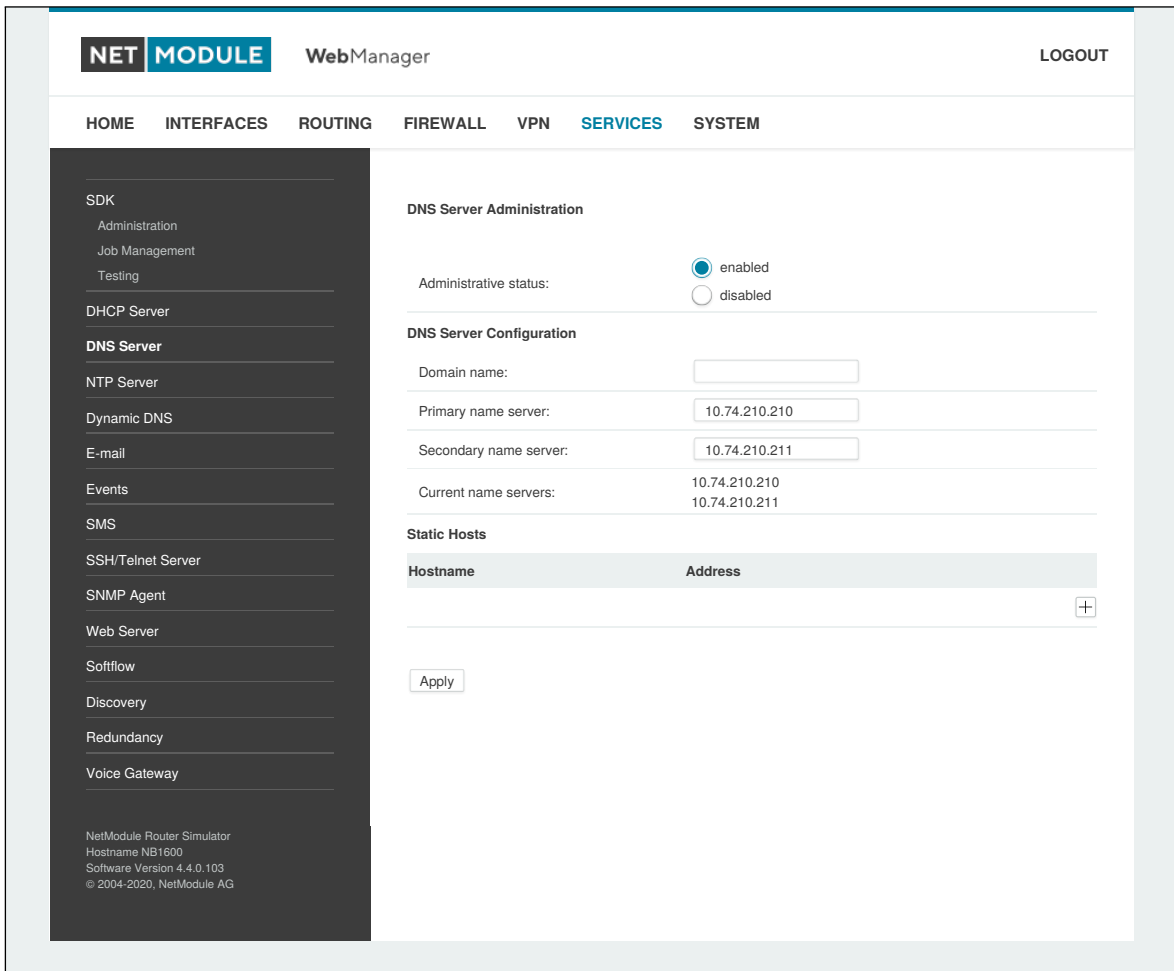 NET MODULE WebManager LOGOUT
HOME INTERFACES ROUTING FIREWALL VPN SERVICES SYSTEM
SDK
Administration
Job Management
Testing
DHCP Server
DNS Server
NTP Server
Dynamic DNS
E-mail
Events
SMS
SSH/Telnet Server
SNMP Agent
Web Server
Softflow
Discovery
Redundancy
Voice Gateway
NetModule Router Simulator
Hostname NB1600
Software Version 4.4.0.103
© 2004-2020, NetModule AG
DNS Server Administration
Administrative status:
enabled
disabled
DNS Server Configuration
Domain name:
Primary name server: 10.74.210.210
Secondary name server: 10.74.210.211
Current name servers:
10.74.210.210
10.74.210.211
Static Hosts
Hostname Address
Apply